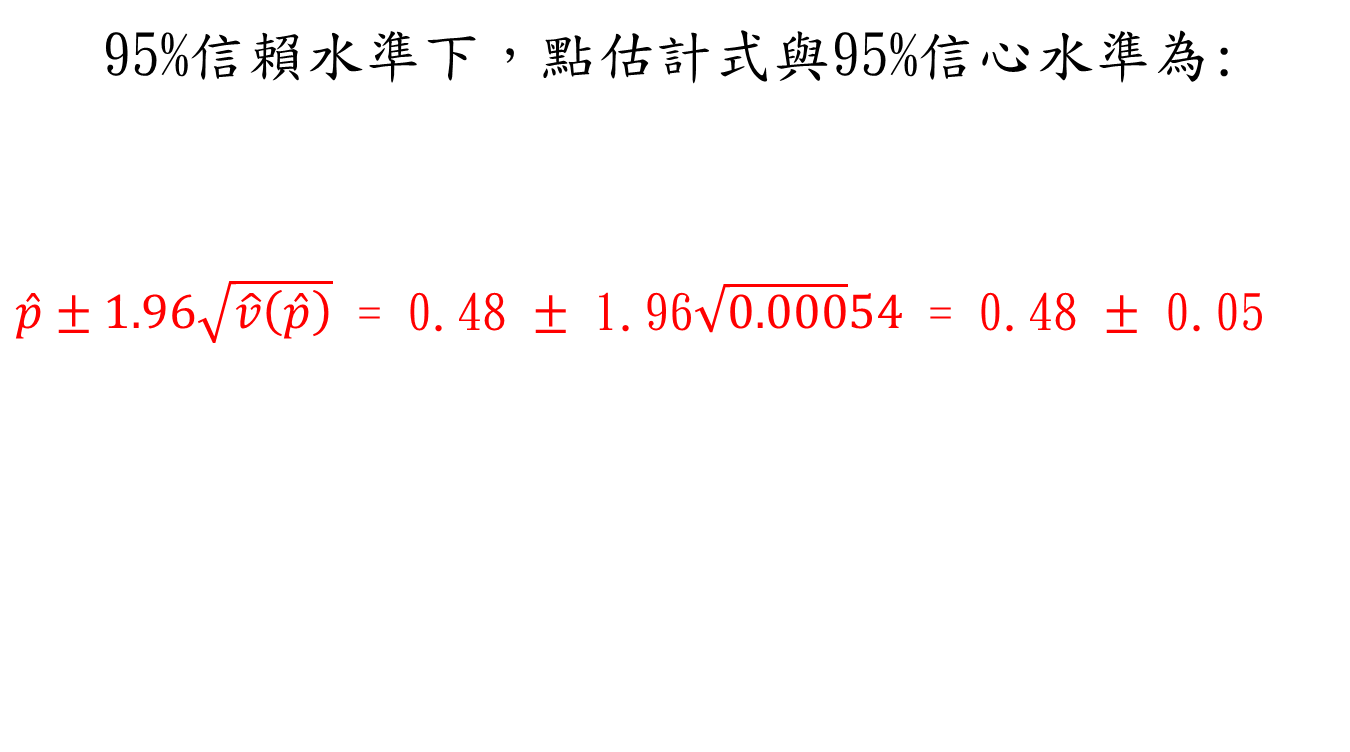 95%信賴水準下，點估計式與95%信心水準為:
p̂ ± 1.96√v̂(p̂) = 0.48 ± 1.96√0.00054 = 0.48 ± 0.05